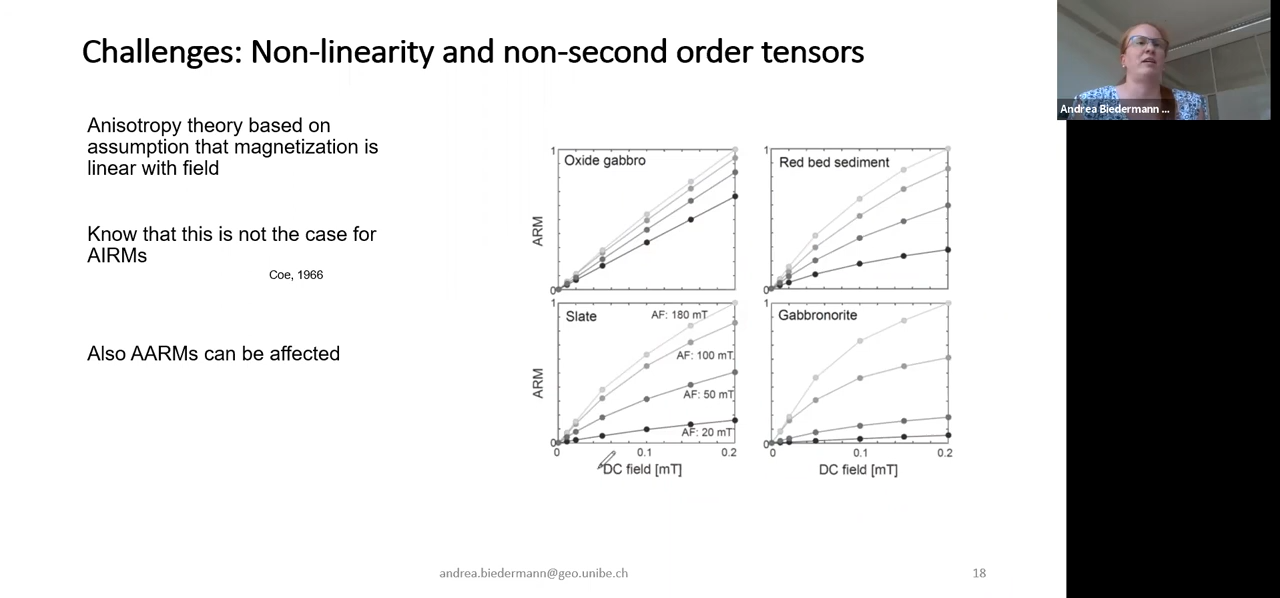 Challenges: Non-linearity and non-second order tensors
Andrea Biedermann ...
Anisotropy theory based on
assumption that magnetization is
linear with field
Know that this is not the case for
AIRMs
Coe, 1966
Also AARMs can be affected
1
Oxide gabbro
ARM
0
1
Red bed sediment
0
1
Slate
AF: 180 mT
AF: 100 mT
AF: 50 mT
AF: 20 mT
ARM
0
0
0.1
0.2
DC field [mT]
1
Gabbronorite
0
0
0.1
0.2
DC field [mT]
andrea.biedermann@geo.unibe.ch
18